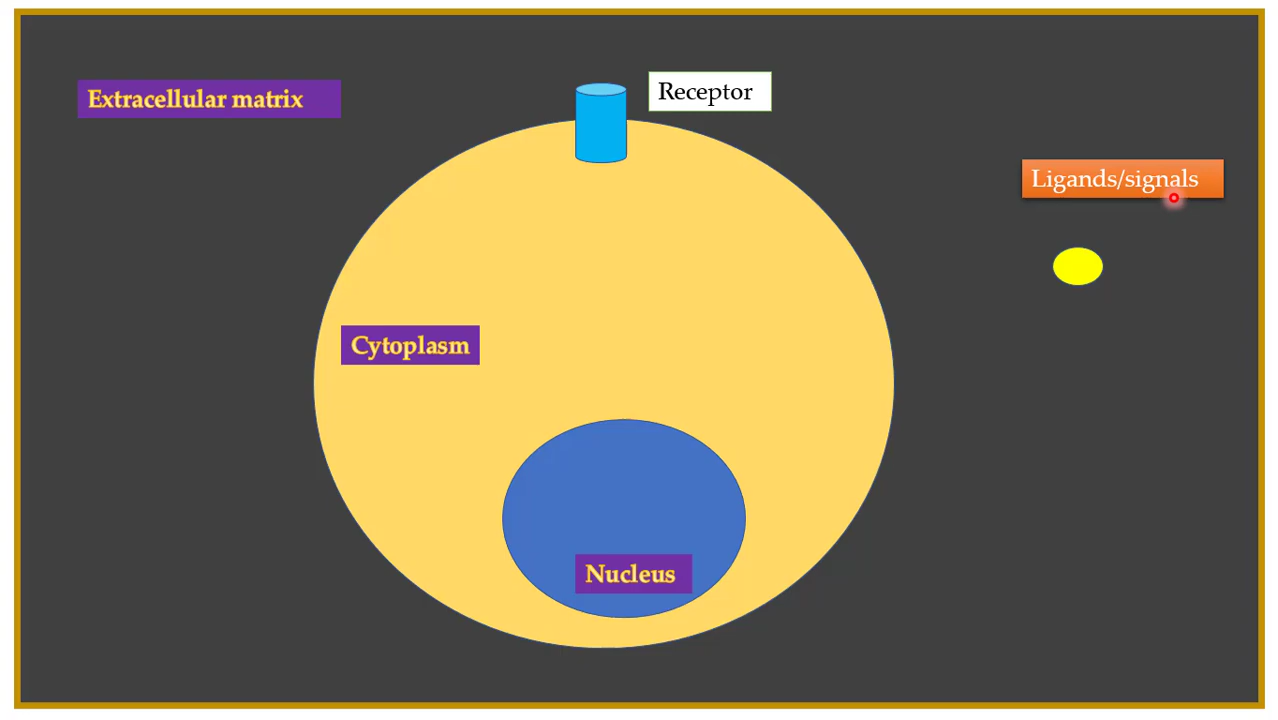 Extracellular matrix
Receptor
Ligands/signals
Cytoplasm
Nucleus